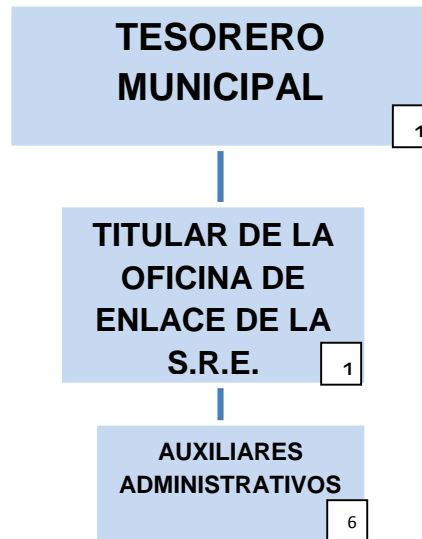 TESORERO
MUNICIPAL
1
TITULAR DE LA
OFICINA DE
ENLACE DE LA
S.R.E.
1
AUXILIARES
ADMINISTRATIVOS
6